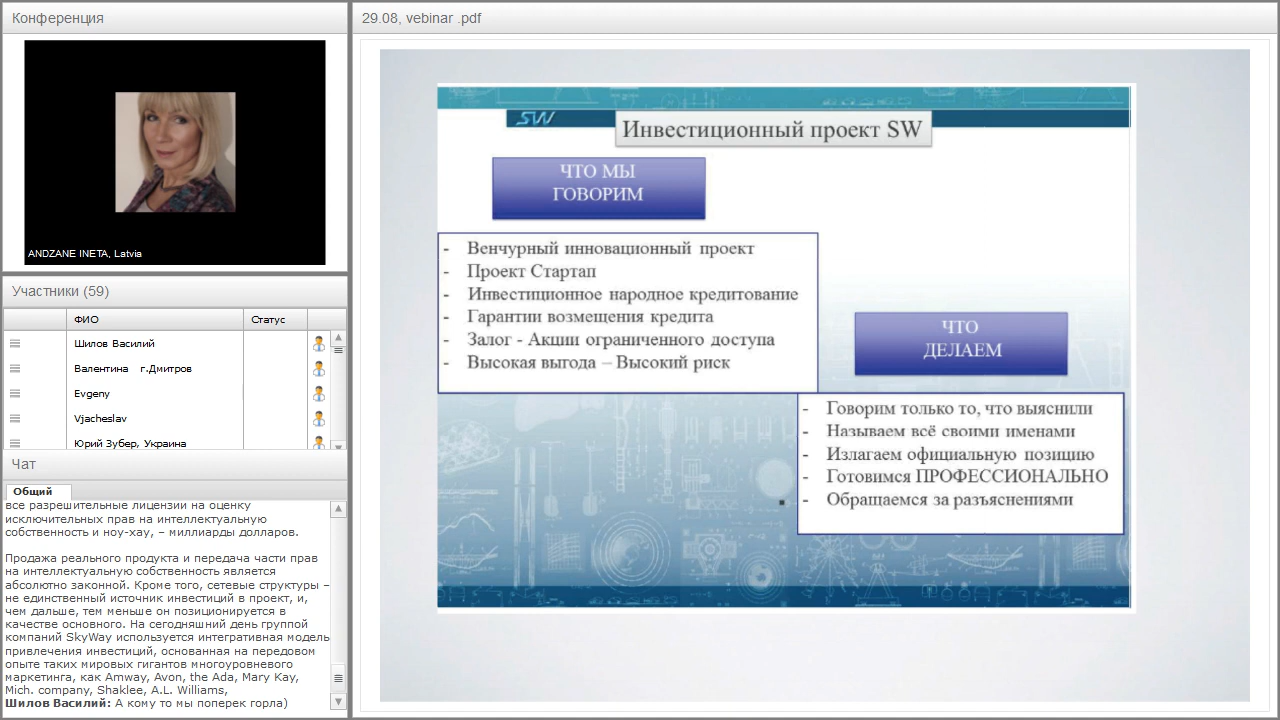 Конференция
ANDZANE INETA, Latvia
Участники (59)
ФИО
Статус
Шилов Василий
Валентина г.Дмитров
Evgeny
Vjacheslav
Юрий Зубер, Украина
Чат
Общий
все разрешительные лицензии на оценку
исключительных прав на интеллектуальную
собственность и ноу-хау, – миллиарды долларов.
Продажа реального продукта и передача части прав
на интеллектуальную собственность является
абсолютно законной. Кроме того, сетевые структуры –
не единственный источник инвестиций в проект, и,
чем дальше, тем меньше он позиционируется в
качестве основного. На сегодняшний день группой
компаний SkyWay используется интегративная модель
привлечения инвестиций, основанная на передовом
опыте таких мировых гигантов многоуровневого
маркетинга, как Amway, Avon, the Ada, Mary Kay,
Mich. company, Shaklee, A.L. Williams,
Шилов Василий: А кому то мы поперек горла)
29.08, vebinar .pdf
SW
Инвестиционный проект SW
ЧТО МЫ
ГОВОРИМ
- Венчурный инновационный проект
- Проект Стартап
- Инвестиционное народное кредитование
- Гарантии возмещения кредита
- Залог - Акции ограниченного доступа
- Высокая выгода – Высокий риск
ЧТО
ДЕЛАЕМ
- Говорим только то, что выяснили
- Называем всё своими именами
- Излагаем официальную позицию
- Готовимся ПРОФЕССИОНАЛЬНО
- Обращаемся за разъяснениями